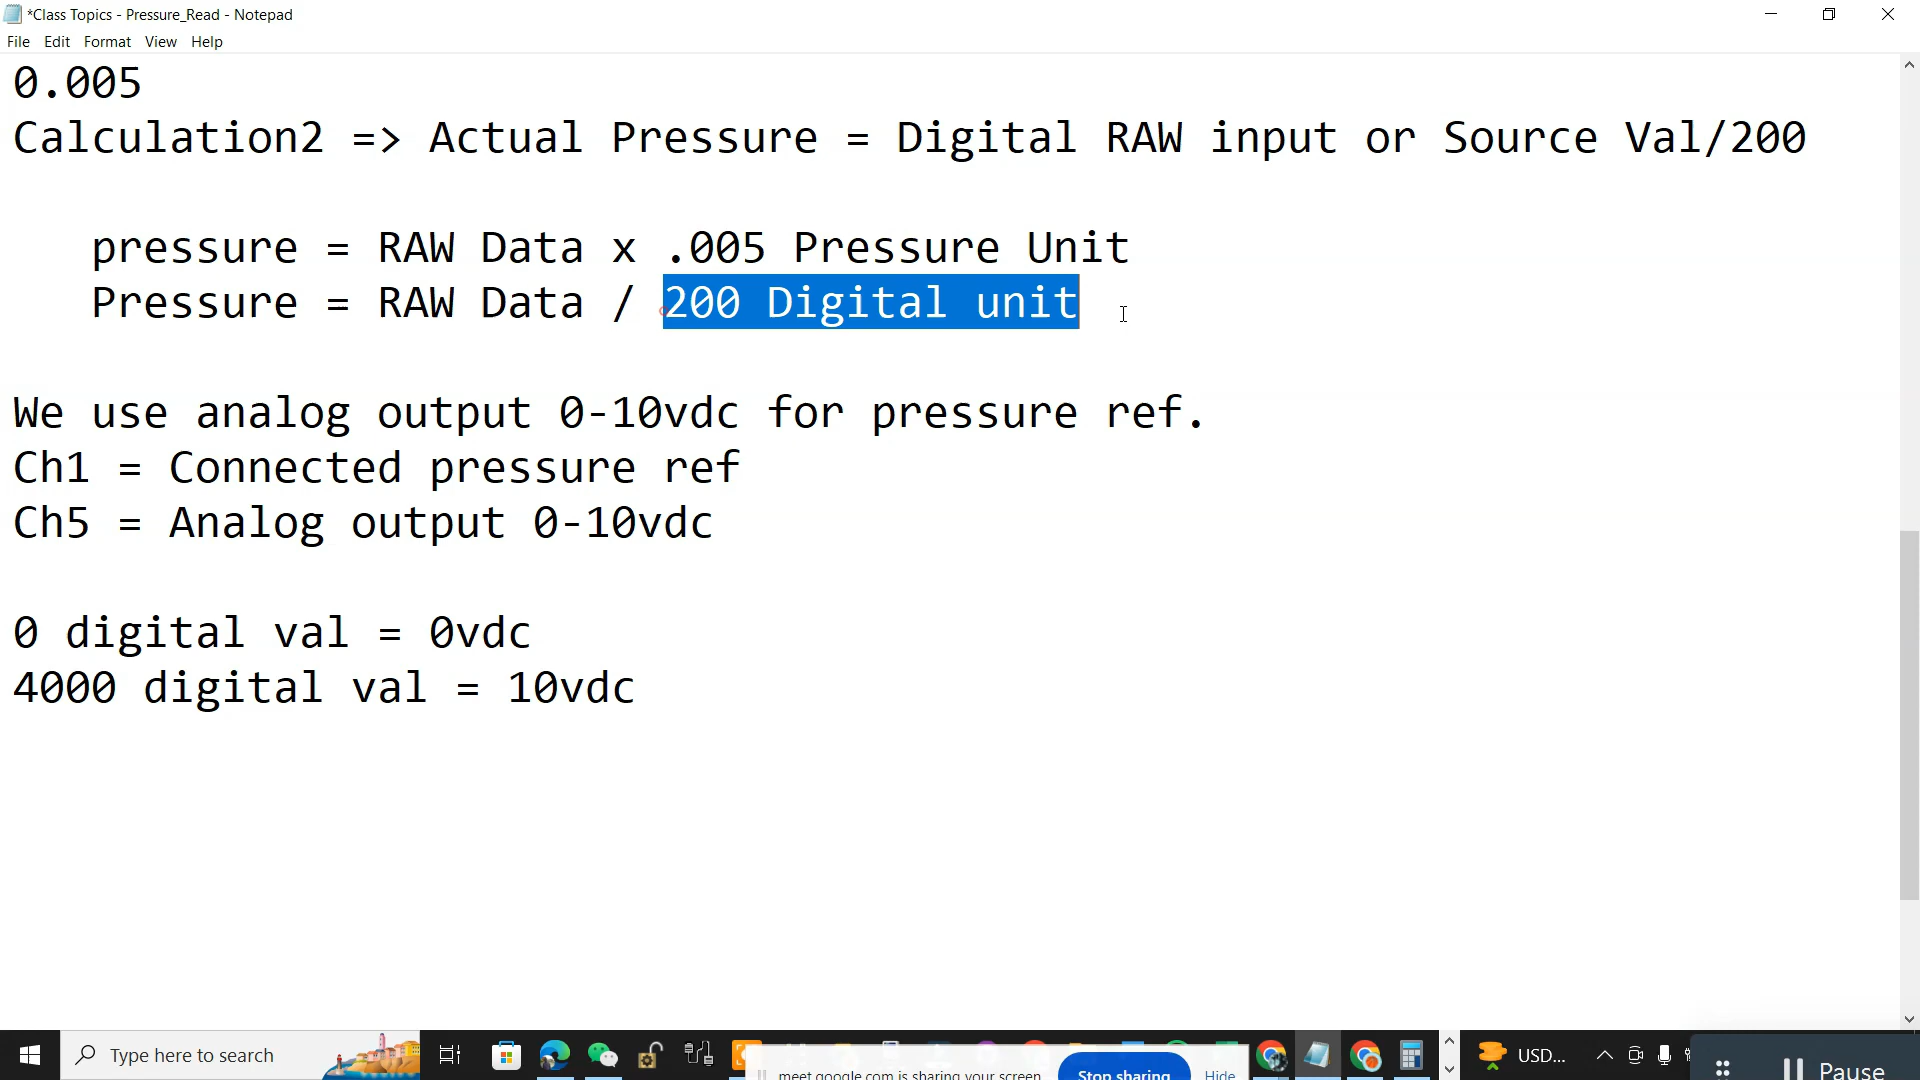 *Class Topics - Pressure_Read - Notepad
File Edit Format View Help
0.005
Calculation2 => Actual Pressure = Digital RAW input or Source Val/200
pressure = RAW Data x .005 Pressure Unit
Pressure = RAW Data / 200 Digital unit
We use analog output 0-10vdc for pressure ref.
Ch1 = Connected pressure ref
Ch5 = Analog output 0-10vdc
0 digital val = 0vdc
4000 digital val = 10vdc
Type here to search
meet.google.com is sharing your screen.
Stop sharing
Hide
USD...
Pause